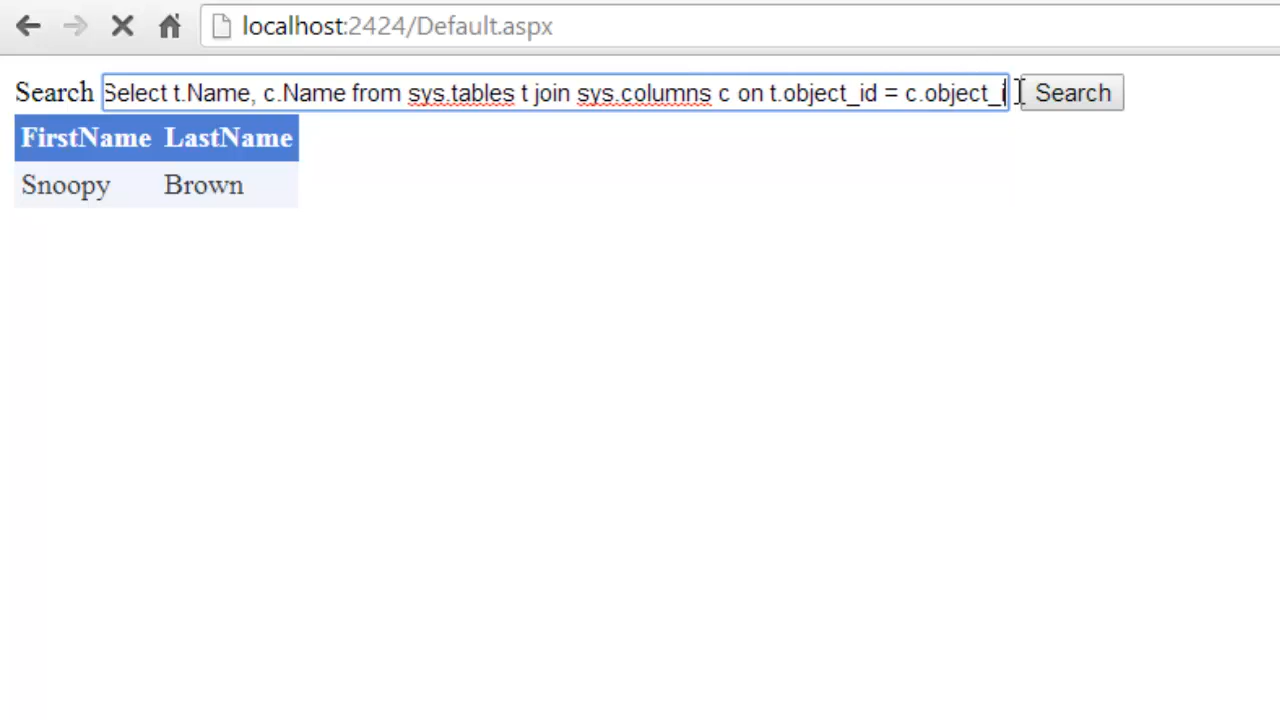 localhost:2424/Default.aspx
Search Select t.Name, c.Name from sys.tables t join sys.columns c on t.object_id = c.object_i Search
FirstName LastName
Snoopy Brown